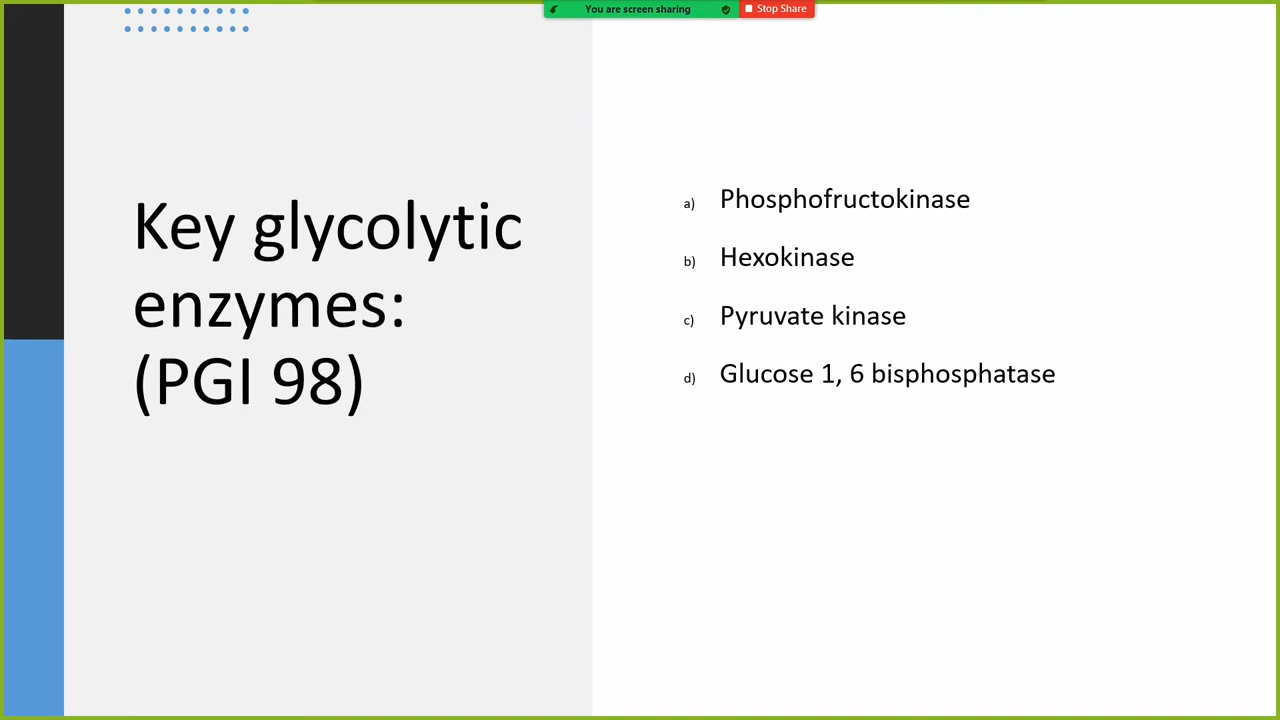 You are screen sharing
Stop Share
Key glycolytic
enzymes:
(PGI 98)
a) Phosphofructokinase
b) Hexokinase
c) Pyruvate kinase
d) Glucose 1, 6 bisphosphatase